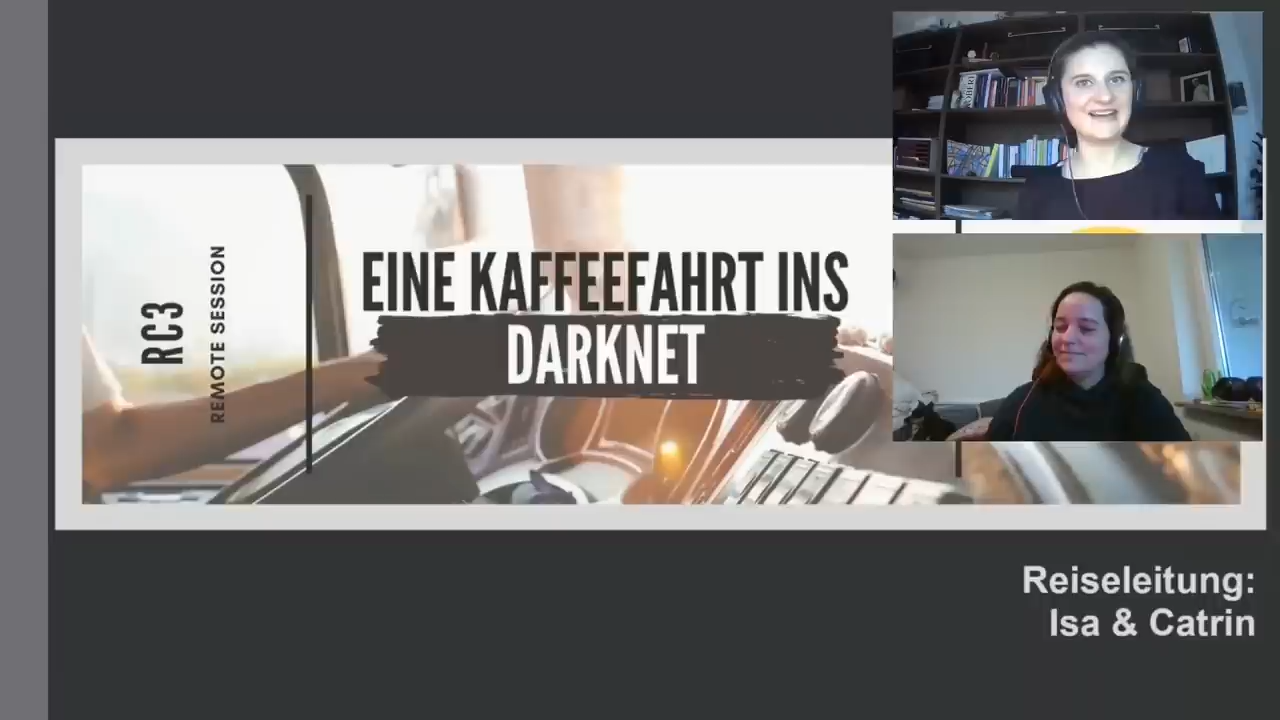 RC3
REMOTE SESSION
EINE KAFFEEFAHRT INS
DARKNET
Reiseleitung:
Isa & Catrin